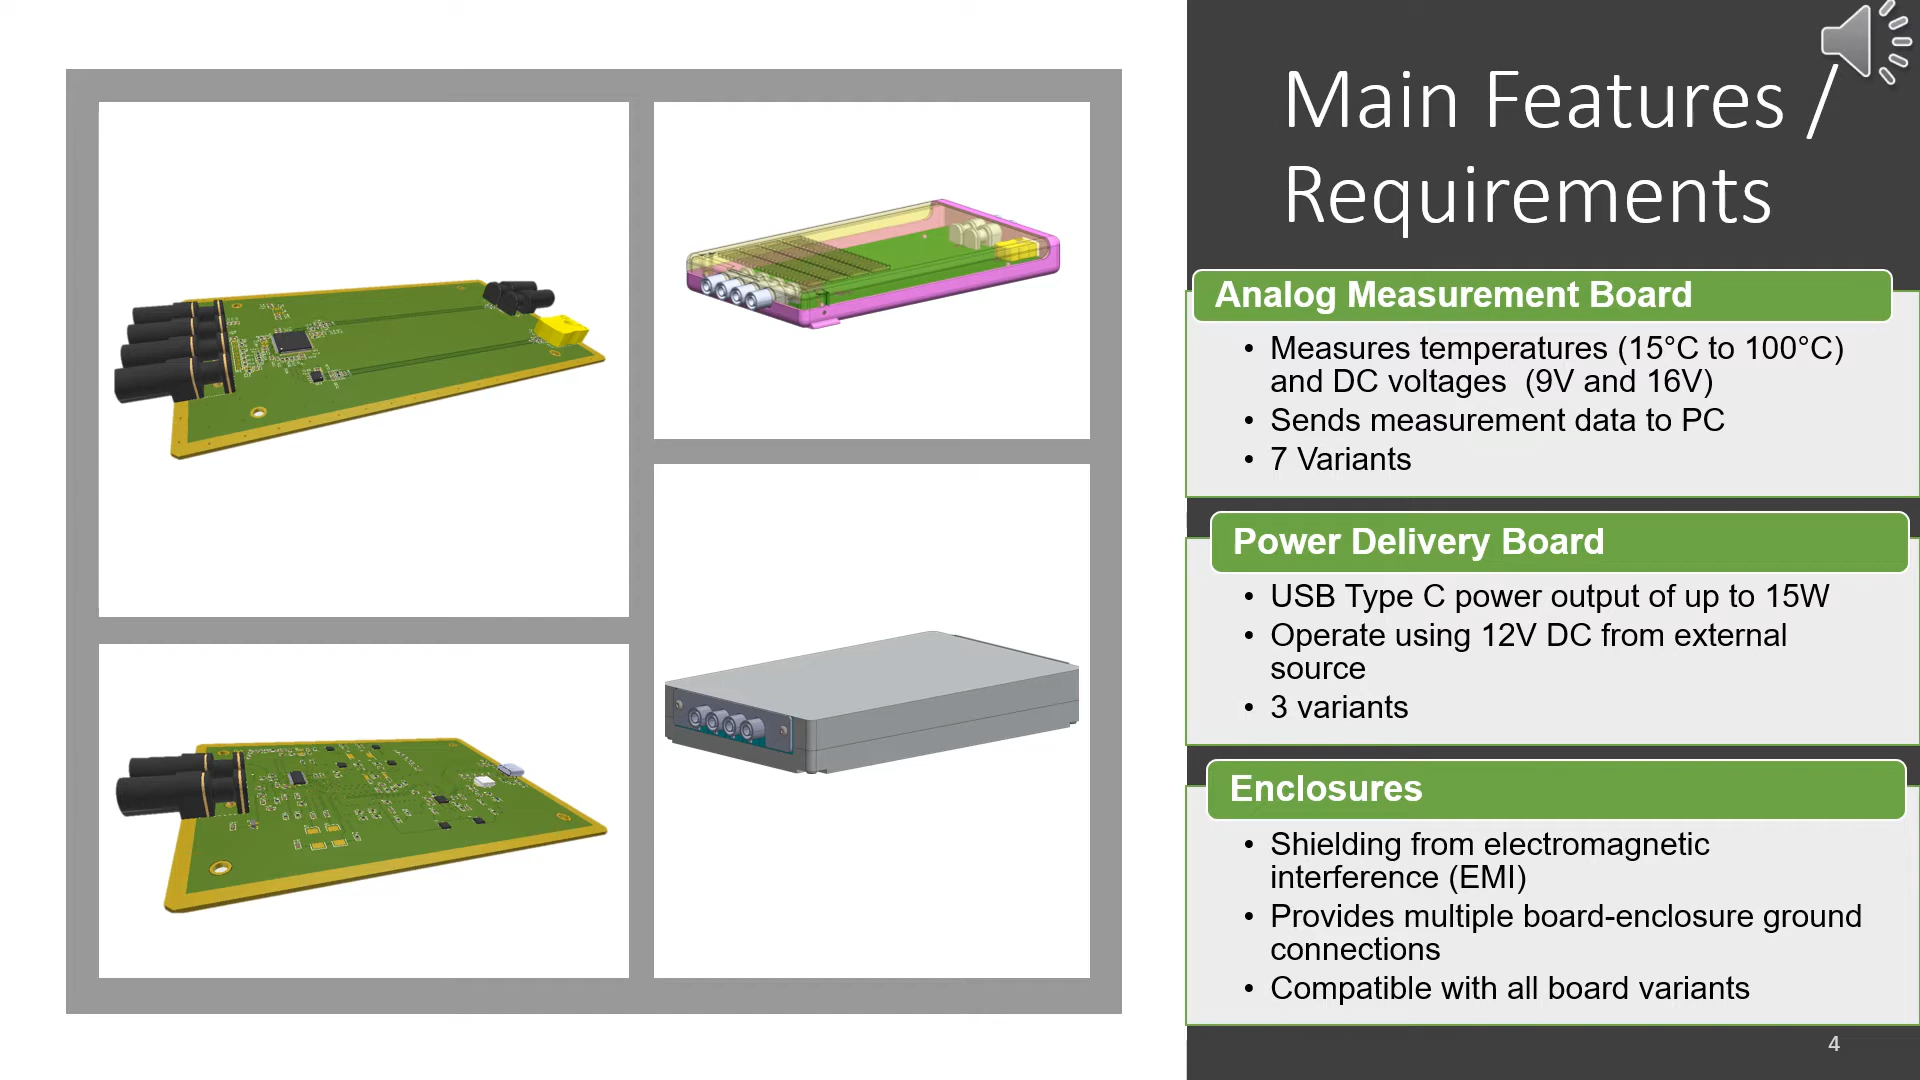 Main Features /
Requirements
Analog Measurement Board
• Measures temperatures (15°C to 100°C)
and DC voltages (9V and 16V)
• Sends measurement data to PC
• 7 Variants
Power Delivery Board
• USB Type C power output of up to 15W
• Operate using 12V DC from external
source
• 3 variants
Enclosures
• Shielding from electromagnetic
interference (EMI)
• Provides multiple board-enclosure ground
connections
• Compatible with all board variants
4